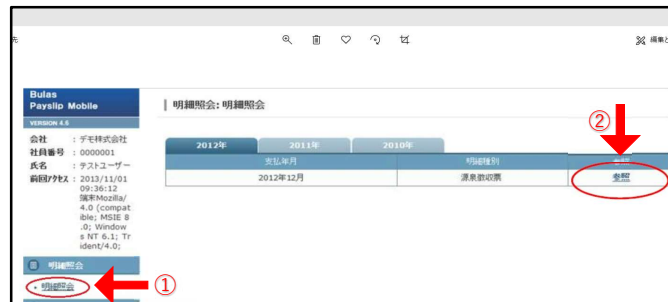 先
編集と
Bulas
Payslip Mobile
VERSION 4.6
会社 : デモ株式会社
社員番号 : 0000001
氏名 : テストユーザー
前回アクセス : 2013/11/01
09:36:12
端末Mozilla/
4.0 (compat
ible; MSIE 8
.0; Window
s NT 6.1; Tr
ident/4.0;
明細照会
・明細照会
①
明細照会: 明細照会
②
2012年 2011年 2010年
支払年月 明細種別 参照
2012年12月 源泉徴収票 参照